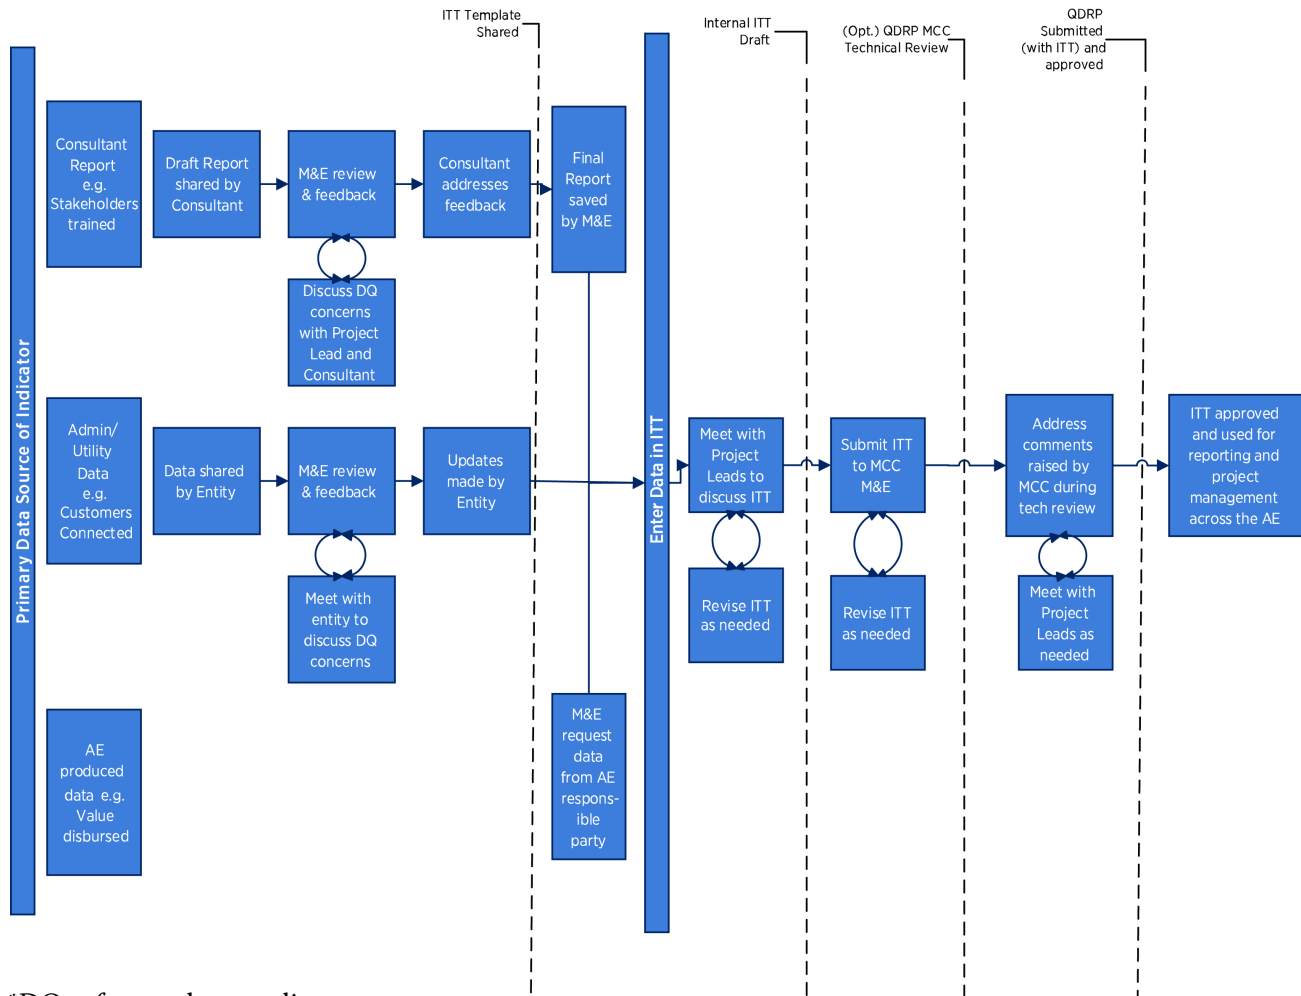 ITT Template
Shared
Internal ITT
Draft
(Opt.) QDRP MCC
Technical Review
QDRP
Submitted
(with ITT) and
approved
Primary Data Source of Indicator
Consultant
Report
e.g.
Stakeholders
trained
Draft Report
shared by
Consultant
M&E review
& feedback
Consultant
addresses
feedback
Final
Report
saved
by M&E
Discuss DQ
concerns
with Project
Lead and
Consultant
Admin/
Utility
Data
e.g.
Customers
Connected
Data shared
by Entity
M&E review
& feedback
Updates
made by
Entity
Meet with
entity to
discuss DQ
concerns
AE
produced
data e.g.
Value
disbursed
M&E
request
data
from AE
respons-
ible
party
Enter Data in ITT
Meet with
Project
Leads to
discuss ITT
Revise ITT
as needed
Submit ITT
to MCC
M&E
Revise ITT
as needed
Address
comments
raised by
MCC during
tech review
Meet with
Project
Leads as
needed
ITT approved
and used for
reporting and
project
management
across the AE